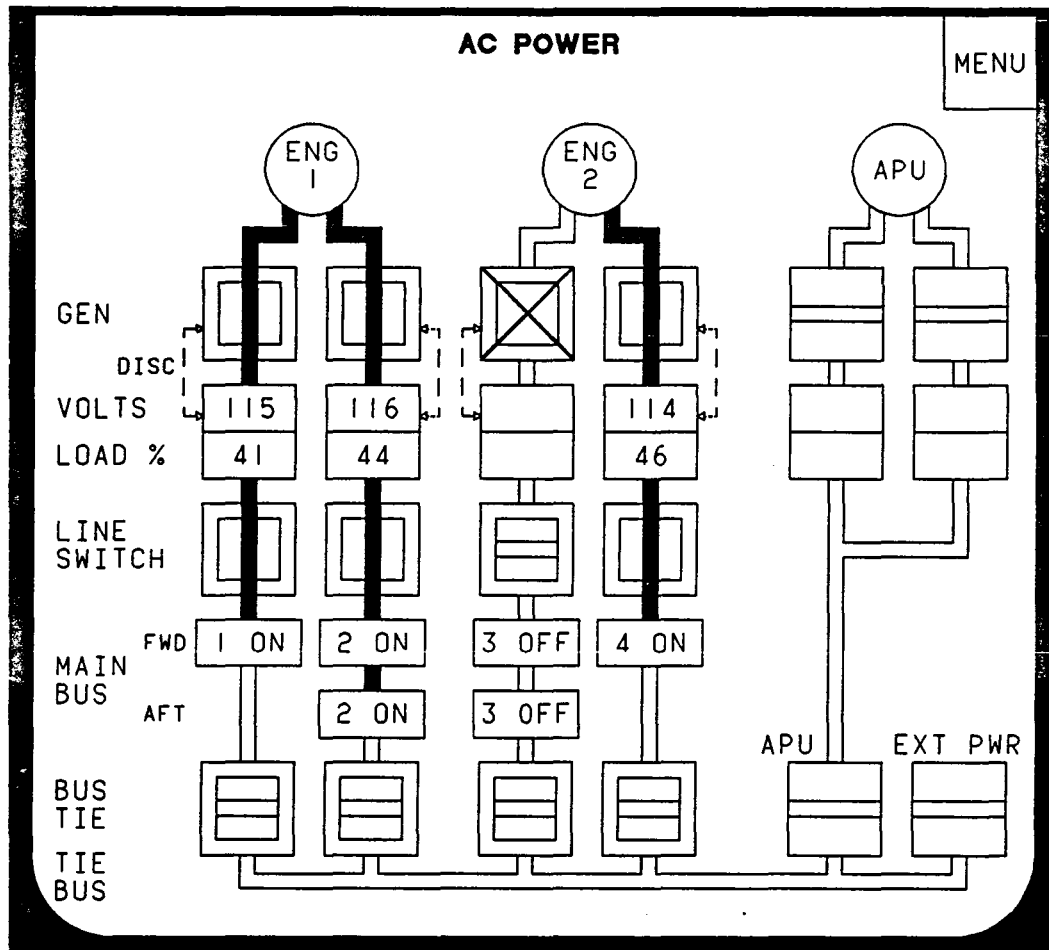 AC POWER
MENU
ENG 1
ENG 2
APU
GEN
DISC
VOLTS 115 116 114
LOAD % 41 44 46
LINE
SWITCH
FWD 1 ON 2 ON 3 OFF 4 ON
MAIN
BUS
AFT 2 ON 3 OFF
APU EXT PWR
BUS
TIE
TIE
BUS